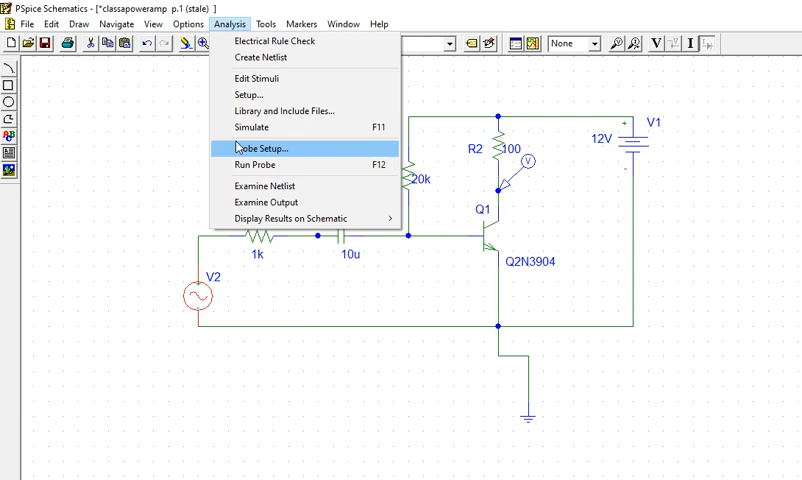 PSpice Schematics - [*classapoweramp p.1 (stale) ]
File Edit Draw Navigate View Options Analysis Tools Markers Window Help
None
V
I
Electrical Rule Check
Create Netlist
Edit Stimuli
Setup...
Library and Include Files...
Simulate F11
Probe Setup...
Run Probe F12
Examine Netlist
Examine Output
Display Results on Schematic
V1
+
12V
-
R2 100
V
20k
Q1
Q2N3904
1k
10u
V2